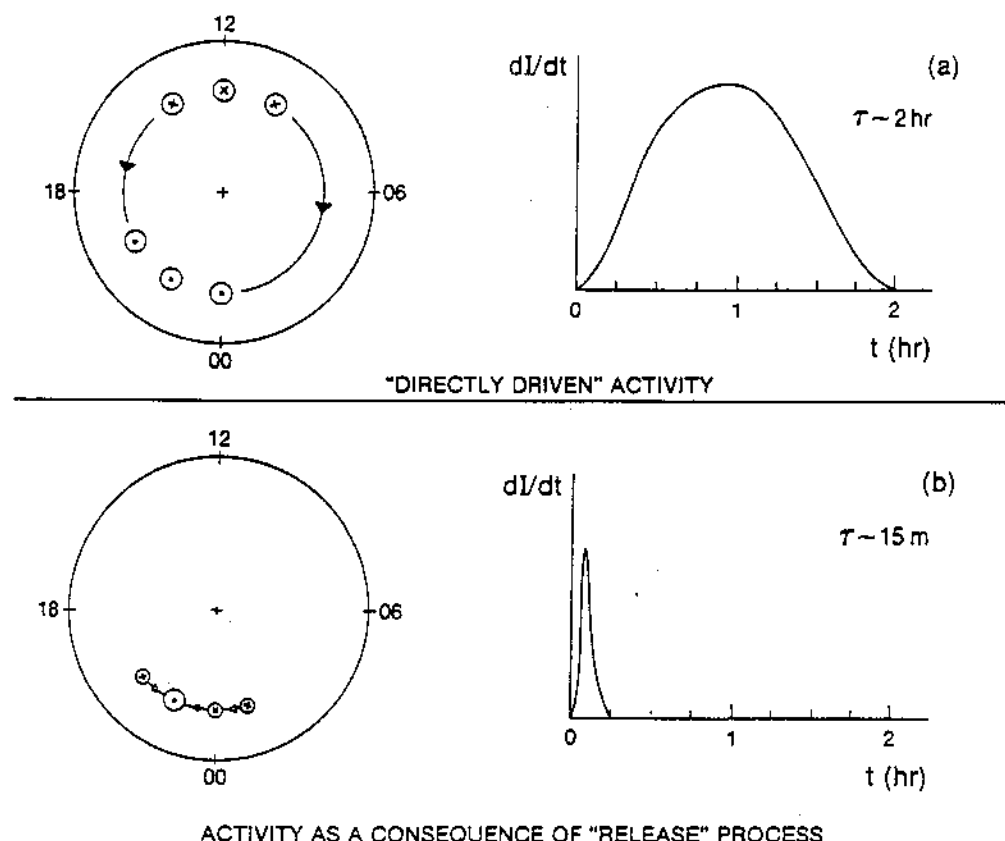 12
18
06
00
dI/dt
(a)
τ ~ 2 hr
0 1 2
t (hr)
"DIRECTLY DRIVEN" ACTIVITY
12
18
06
00
dI/dt
(b)
τ ~ 15 m
0 1 2
t (hr)
ACTIVITY AS A CONSEQUENCE OF "RELEASE" PROCESS